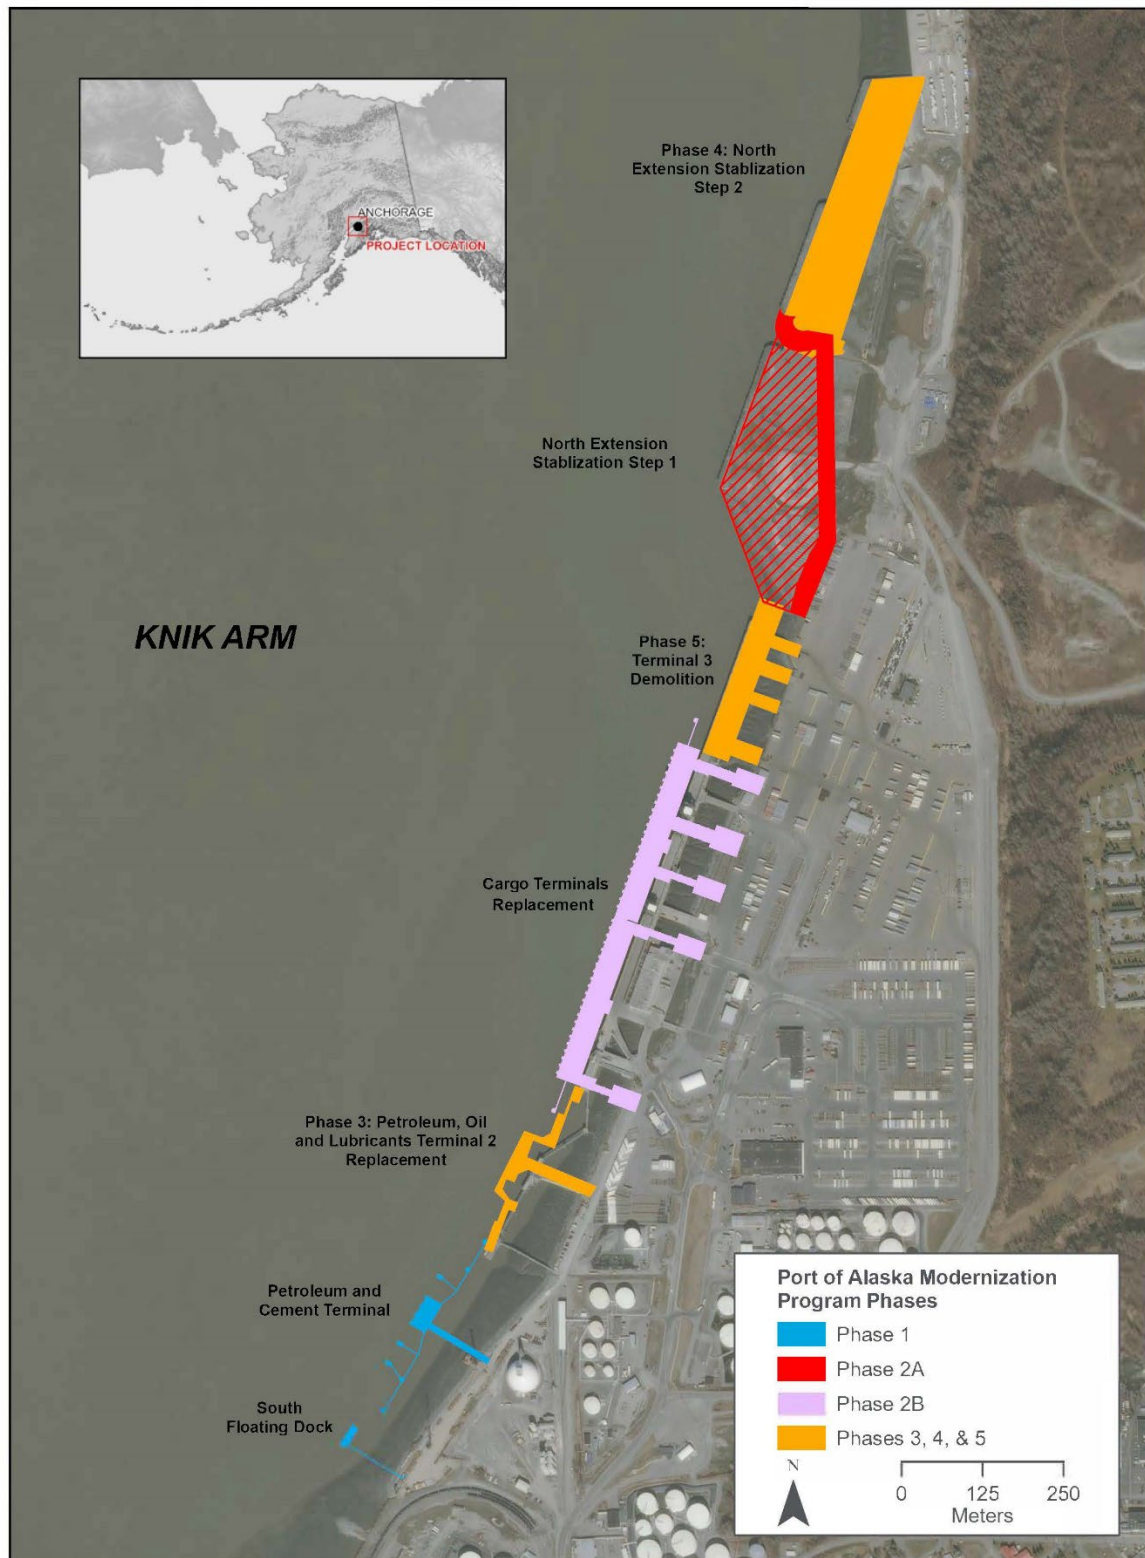 ANCHORAGE
PROJECT LOCATION
Phase 4: North
Extension Stablization
Step 2
North Extension
Stablization Step 1
KNIK ARM
Phase 5:
Terminal 3
Demolition
Cargo Terminals
Replacement
Phase 3: Petroleum, Oil
and Lubricants Terminal 2
Replacement
Petroleum and
Cement Terminal
South
Floating Dock
Port of Alaska Modernization
Program Phases
Phase 1
Phase 2A
Phase 2B
Phases 3, 4, & 5
N
0 125 250
Meters